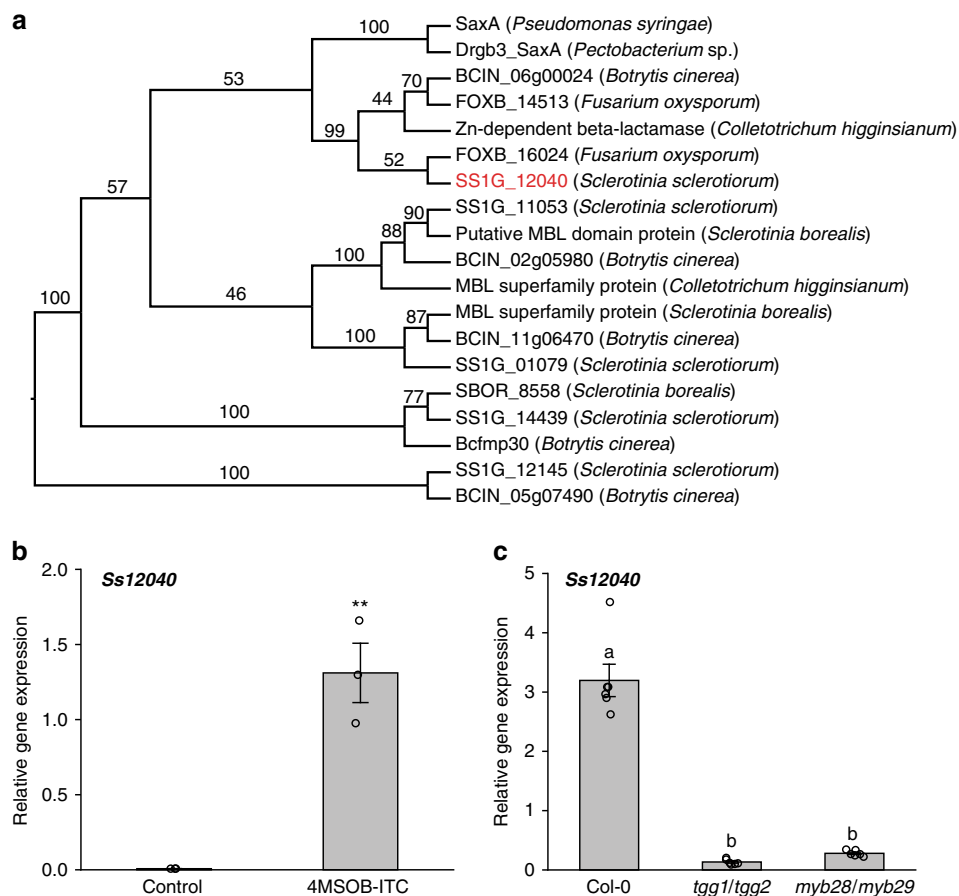 a
100
SaxA (Pseudomonas syringae)
Drgb3_SaxA (Pectobacterium sp.)
53
70
BCIN_06g00024 (Botrytis cinerea)
44
FOXB_14513 (Fusarium oxysporum)
99
Zn-dependent beta-lactamase (Colletotrichum higginsianum)
52
FOXB_16024 (Fusarium oxysporum)
57
SS1G_12040 (Sclerotinia sclerotiorum)
90
SS1G_11053 (Sclerotinia sclerotiorum)
88
Putative MBL domain protein (Sclerotinia borealis)
100
BCIN_02g05980 (Botrytis cinerea)
46
MBL superfamily protein (Colletotrichum higginsianum)
100
87
MBL superfamily protein (Sclerotinia borealis)
100
BCIN_11g06470 (Botrytis cinerea)
SS1G_01079 (Sclerotinia sclerotiorum)
77
SBOR_8558 (Sclerotinia borealis)
100
SS1G_14439 (Sclerotinia sclerotiorum)
Bcfmp30 (Botrytis cinerea)
100
SS1G_12145 (Sclerotinia sclerotiorum)
BCIN_05g07490 (Botrytis cinerea)
b
Ss12040
Relative gene expression
2.0
1.5
1.0
0.5
0.0
**
Control
4MSOB-ITC
c
Ss12040
Relative gene expression
5
4
3
2
1
0
a
b
b
Col-0
tgg1/tgg2
myb28/myb29